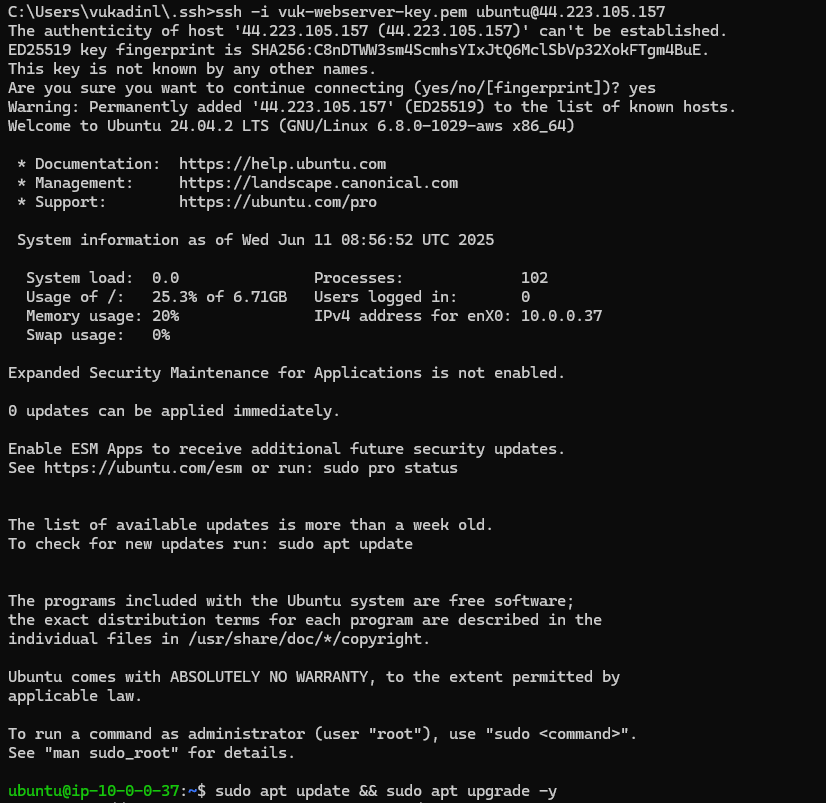 C:\Users\vukadinl\.ssh>ssh -i vuk-webserver-key.pem ubuntu@44.223.105.157
The authenticity of host '44.223.105.157 (44.223.105.157)' can't be established.
ED25519 key fingerprint is SHA256:C8nDTWW3sm4ScmhsYIxJtQ6MclSbVp32XokFTgm4BuE.
This key is not known by any other names.
Are you sure you want to continue connecting (yes/no/[fingerprint])? yes
Warning: Permanently added '44.223.105.157' (ED25519) to the list of known hosts.
Welcome to Ubuntu 24.04.2 LTS (GNU/Linux 6.8.0-1029-aws x86_64)
* Documentation:  https://help.ubuntu.com
* Management:     https://landscape.canonical.com
* Support:        https://ubuntu.com/pro
System information as of Wed Jun 11 08:56:52 UTC 2025
System load:  0.0               Processes:             102
Usage of /:   25.3% of 6.71GB   Users logged in:       0
Memory usage: 20%               IPv4 address for enX0: 10.0.0.37
Swap usage:   0%
Expanded Security Maintenance for Applications is not enabled.
0 updates can be applied immediately.
Enable ESM Apps to receive additional future security updates.
See https://ubuntu.com/esm or run: sudo pro status
The list of available updates is more than a week old.
To check for new updates run: sudo apt update
The programs included with the Ubuntu system are free software;
the exact distribution terms for each program are described in the
individual files in /usr/share/doc/*/copyright.
Ubuntu comes with ABSOLUTELY NO WARRANTY, to the extent permitted by
applicable law.
To run a command as administrator (user "root"), use "sudo <command>".
See "man sudo_root" for details.
ubuntu@ip-10-0-0-37:~$ sudo apt update && sudo apt upgrade -y